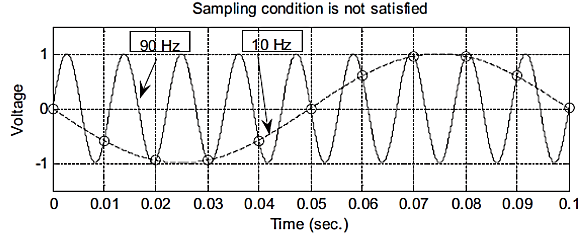 Sampling condition is not satisfied
90 Hz
10 Hz
1
0
-1
Voltage
0 0.01 0.02 0.03 0.04 0.05 0.06 0.07 0.08 0.09 0.1
Time (sec.)